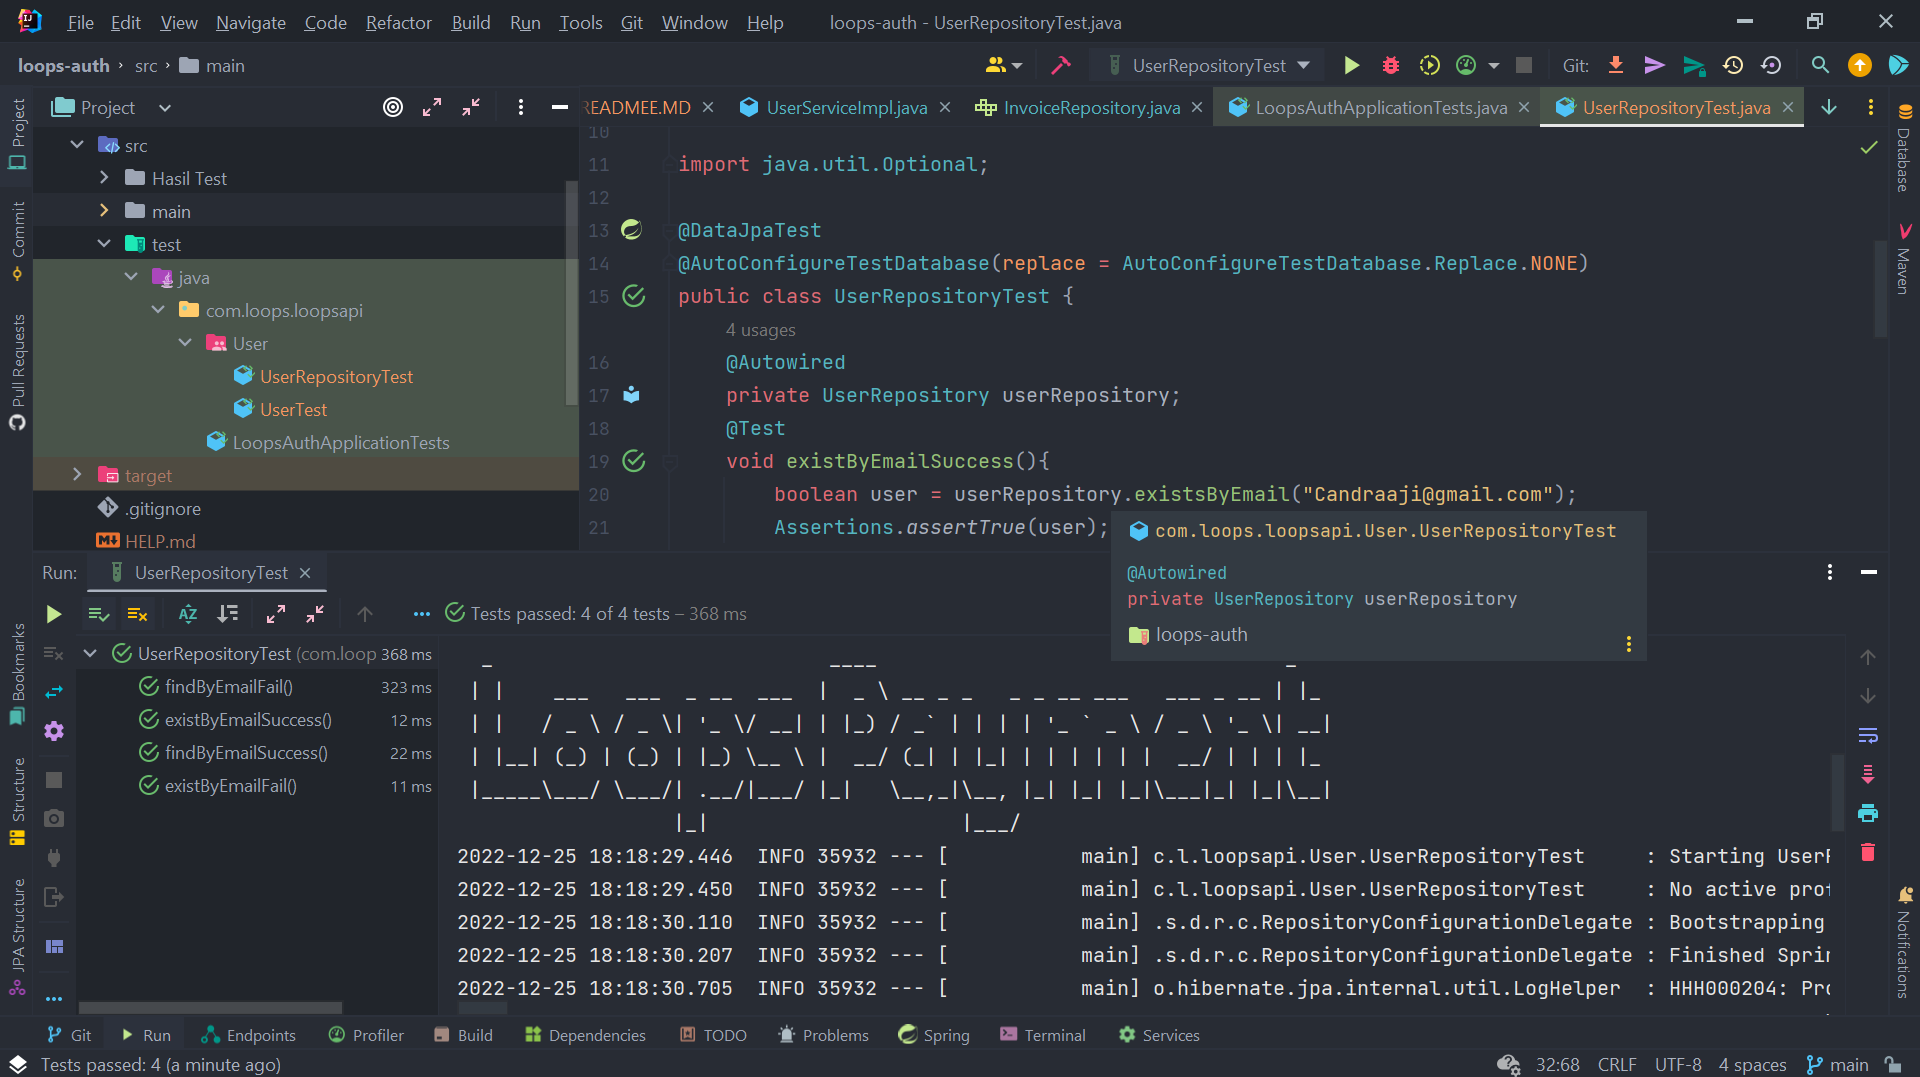 File Edit View Navigate Code Refactor Build Run Tools Git Window Help loops-auth - UserRepositoryTest.java
loops-auth › src › main
UserRepositoryTest
Git:
Project
READMEE.MD
UserServiceImpl.java
InvoiceRepository.java
LoopsAuthApplicationTests.java
UserRepositoryTest.java
src
Hasil Test
main
test
java
com.loops.loopsapi
User
UserRepositoryTest
UserTest
LoopsAuthApplicationTests
target
.gitignore
HELP.md
10
11 import java.util.Optional;
12
13 @DataJpaTest
14 @AutoConfigureTestDatabase(replace = AutoConfigureTestDatabase.Replace.NONE)
15 public class UserRepositoryTest {
4 usages
16 @Autowired
17 private UserRepository userRepository;
18 @Test
19 void existByEmailSuccess(){
20 boolean user = userRepository.existsByEmail("Candraaji@gmail.com");
21 Assertions.assertTrue(user);
com.loops.loopsapi.User.UserRepositoryTest
@Autowired
private UserRepository userRepository
loops-auth
Project
Commit
Pull Requests
Bookmarks
Structure
JPA Structure
Database
Maven
Notifications
Run: UserRepositoryTest
Tests passed: 4 of 4 tests – 368 ms
UserRepositoryTest (com.loop 368 ms
findByEmailFail() 323 ms
existByEmailSuccess() 12 ms
findByEmailSuccess() 22 ms
existByEmailFail() 11 ms
Loops Payment
2022-12-25 18:18:29.446 INFO 35932 --- [ main] c.l.loopsapi.User.UserRepositoryTest : Starting UserR
2022-12-25 18:18:29.450 INFO 35932 --- [ main] c.l.loopsapi.User.UserRepositoryTest : No active prof
2022-12-25 18:18:30.110 INFO 35932 --- [ main] .s.d.r.c.RepositoryConfigurationDelegate : Bootstrapping
2022-12-25 18:18:30.207 INFO 35932 --- [ main] .s.d.r.c.RepositoryConfigurationDelegate : Finished Sprin
2022-12-25 18:18:30.705 INFO 35932 --- [ main] o.hibernate.jpa.internal.util.LogHelper : HHH000204: Pro
Git Run Endpoints Profiler Build Dependencies TODO Problems Spring Terminal Services
Tests passed: 4 (a minute ago)
32:68 CRLF UTF-8 4 spaces main